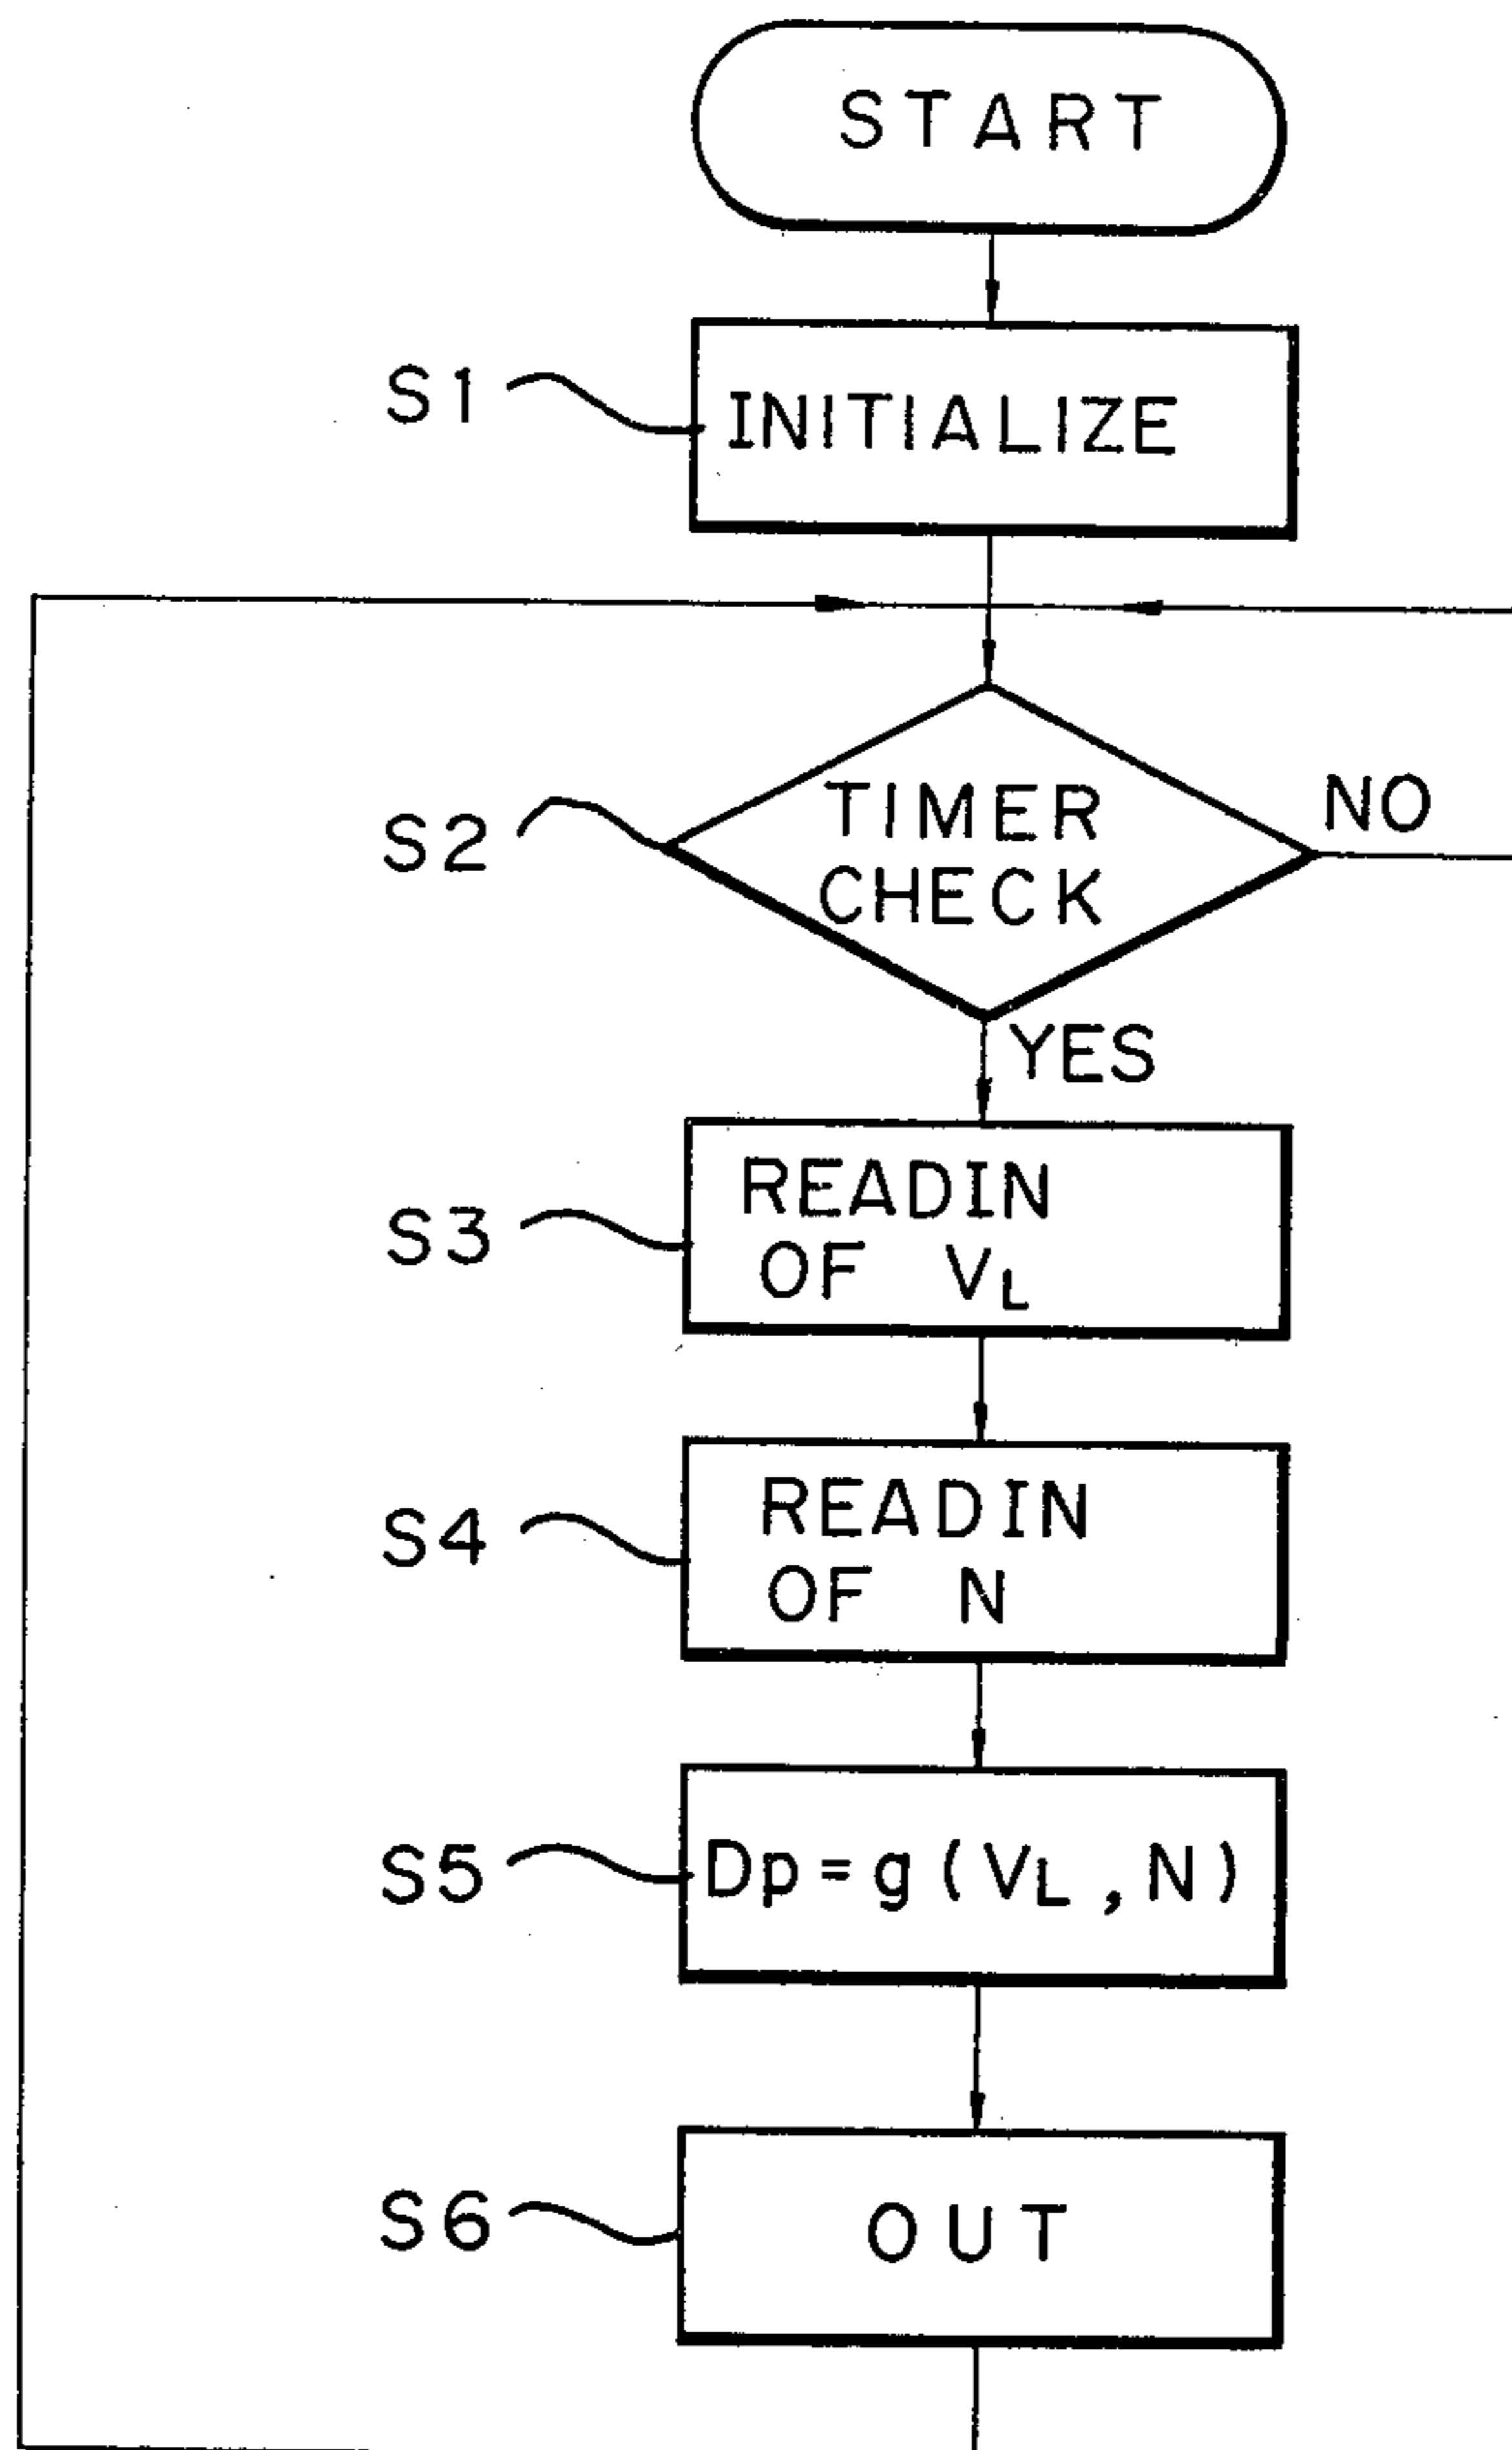 START
S1
INITIALIZE
S2
TIMER
CHECK
NO
YES
S3
READIN
OF VL
S4
READIN
OF N
S5
Dp=g(VL,N)
S6
OUT